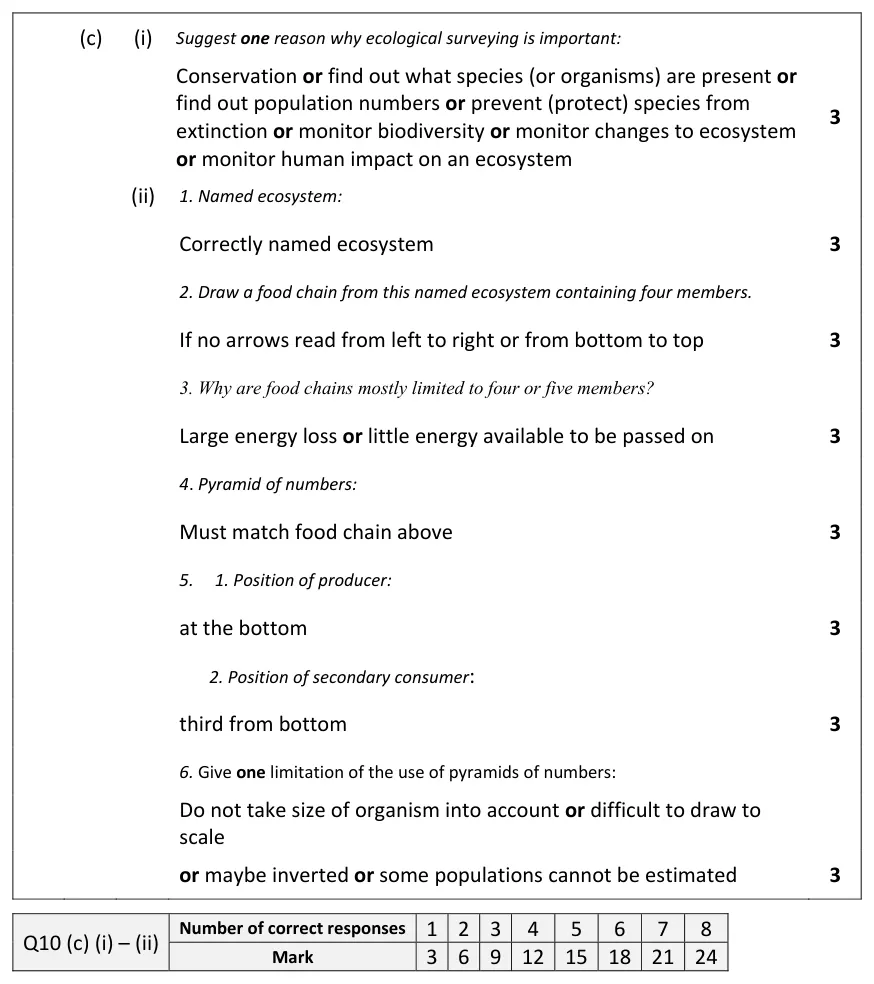 (c) (i) Suggest one reason why ecological surveying is important:
Conservation or find out what species (or organisms) are present or
find out population numbers or prevent (protect) species from
extinction or monitor biodiversity or monitor changes to ecosystem
or monitor human impact on an ecosystem
3
(ii) 1. Named ecosystem:
Correctly named ecosystem 3
2. Draw a food chain from this named ecosystem containing four members.
If no arrows read from left to right or from bottom to top 3
3. Why are food chains mostly limited to four or five members?
Large energy loss or little energy available to be passed on 3
4. Pyramid of numbers:
Must match food chain above 3
5. 1. Position of producer:
at the bottom 3
2. Position of secondary consumer:
third from bottom 3
6. Give one limitation of the use of pyramids of numbers:
Do not take size of organism into account or difficult to draw to
scale
or maybe inverted or some populations cannot be estimated 3
Q10 (c) (i) – (ii)
Number of correct responses 1 2 3 4 5 6 7 8
Mark 3 6 9 12 15 18 21 24